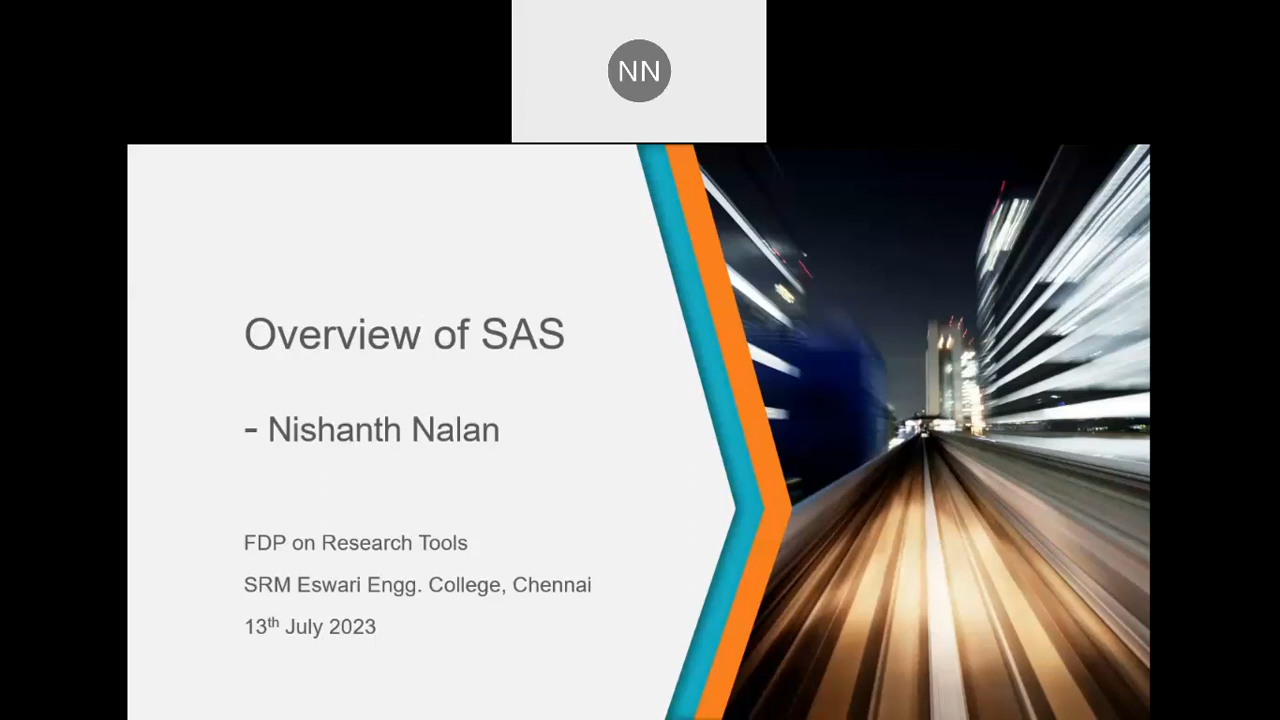 NN
Overview of SAS
- Nishanth Nalan
FDP on Research Tools
SRM Eswari Engg. College, Chennai
13th July 2023